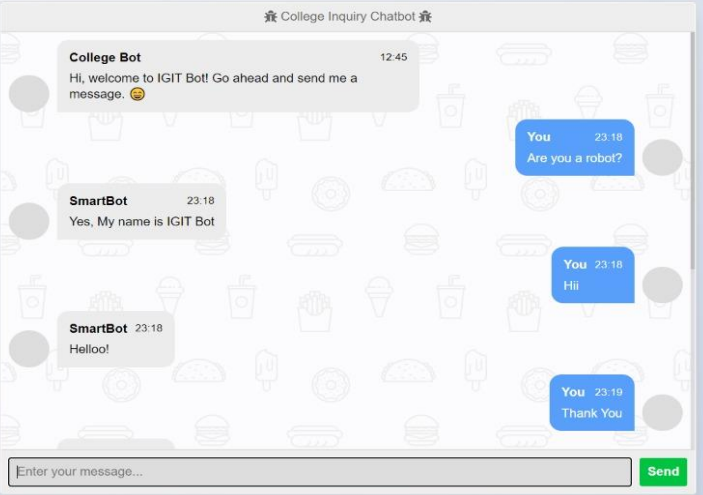 College Inquiry Chatbot
College Bot 12:45
Hi, welcome to IGIT Bot! Go ahead and send me a
message. 😄
You 23:18
Are you a robot?
SmartBot 23:18
Yes, My name is IGIT Bot
You 23:18
Hii
SmartBot 23:18
Helloo!
You 23:19
Thank You
Enter your message...
Send